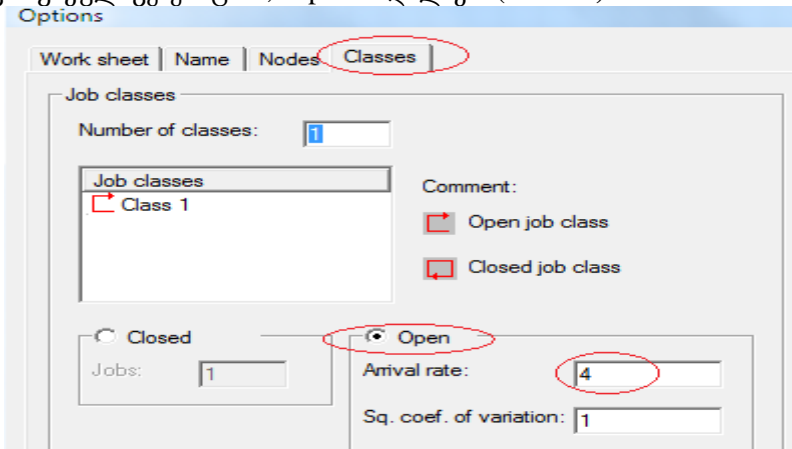 Options
Work sheet Name Nodes Classes
Job classes
Number of classes: 1
Job classes
Class 1
Comment:
Open job class
Closed job class
Closed
Jobs: 1
Open
Arrival rate: 4
Sq. coef. of variation: 1